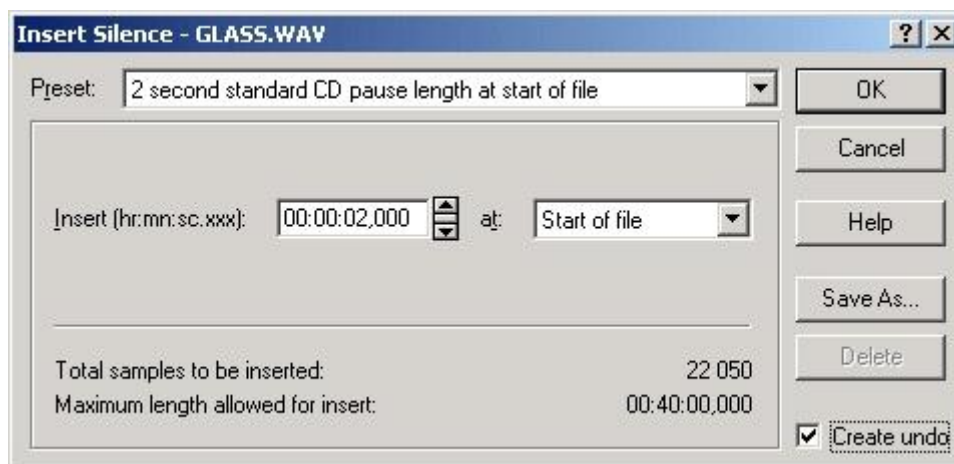 Insert Silence - GLASS.WAV
Preset: 2 second standard CD pause length at start of file
OK
Cancel
Insert (hr:mn:sc.xxx): 00:00:02,000 at: Start of file
Help
Save As...
Total samples to be inserted: 22 050
Delete
Maximum length allowed for insert: 00:40:00,000
Create undo